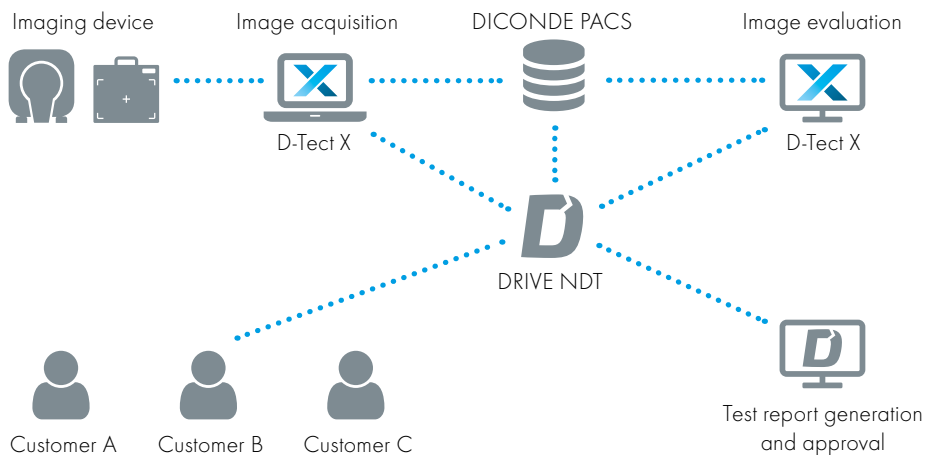 Imaging device
Image acquisition
DICONDE PACS
Image evaluation
X
X
D-Tect X
D-Tect X
D
DRIVE NDT
D
Customer A
Customer B
Customer C
Test report generation
and approval